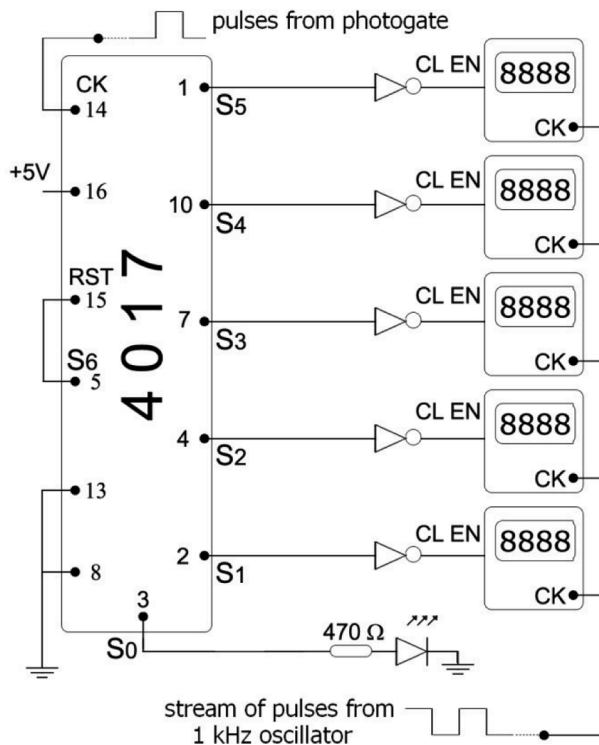 pulses from photogate
CK
14
+5V
16
RST
15
S6
5
13
8
4017
1
S5
10
S4
7
S3
4
S2
2
S1
3
S0
CL EN
8888
CK
CL EN
8888
CK
CL EN
8888
CK
CL EN
8888
CK
CL EN
8888
CK
470 Ω
stream of pulses from
1 kHz oscillator